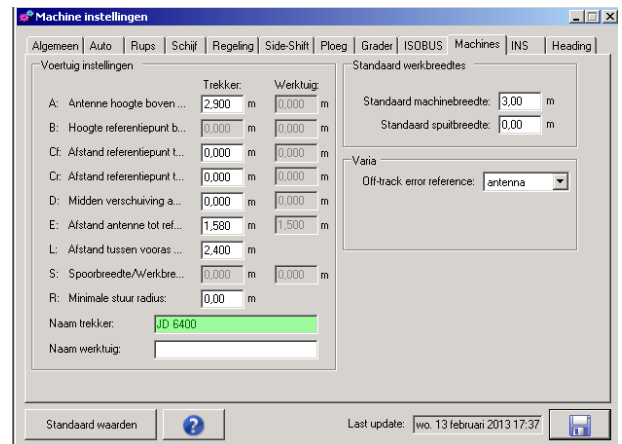 Machine instellingen
Algemeen Auto Rups Schijf Regeling Side-Shift Ploeg Grader ISOBUS Machines INS Heading
Voertuig instellingen
Trekker: Werktuig:
A: Antenne hoogte boven ... 2,900 m 0,000 m
B: Hoogte referentiepunt b... 0,000 m 0,000 m
Cf: Afstand referentiepunt t... 0,000 m 0,000 m
Cr: Afstand referentiepunt t... 0,000 m 0,000 m
D: Midden verschuiving a... 0,000 m 0,000 m
E: Afstand antenne tot ref... 1,580 m 1,500 m
L: Afstand tussen vooras ... 2,400 m
S: Spoorbreedte/Werkbre... 0,000 m 0,000 m
R: Minimale stuur radius: 0,00 m
Naam trekker: JD 6400
Naam werktuig:
Standaard werkbreedtes
Standaard machinebreedte: 3,00 m
Standaard spuitbreedte: 0,00 m
Varia
Off-track error reference: antenna
Standaard waarden ? Last update: wo. 13 februari 2013 17:37